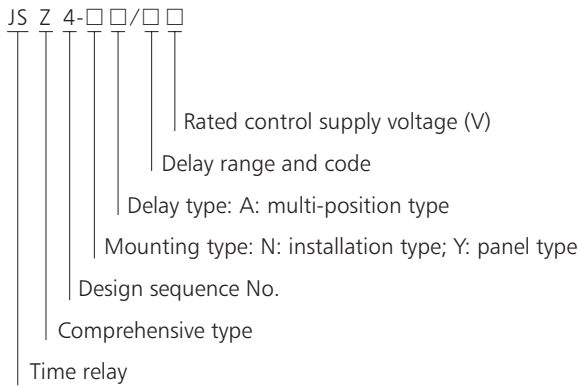 JS Z 4-□ □/□ □
Rated control supply voltage (V)
Delay range and code
Delay type: A: multi-position type
Mounting type: N: installation type; Y: panel type
Design sequence No.
Comprehensive type
Time relay